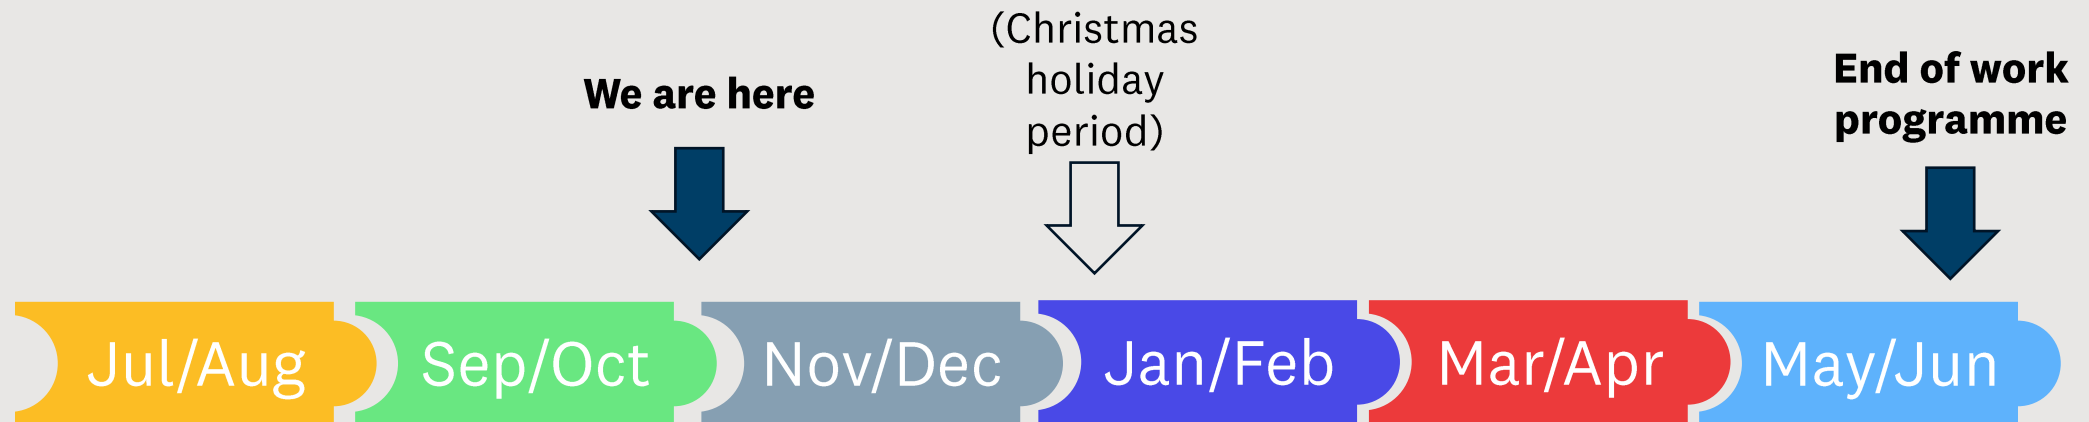 We are here
(Christmas
holiday
period)
End of work
programme
Jul/Aug
Sep/Oct
Nov/Dec
Jan/Feb
Mar/Apr
May/Jun